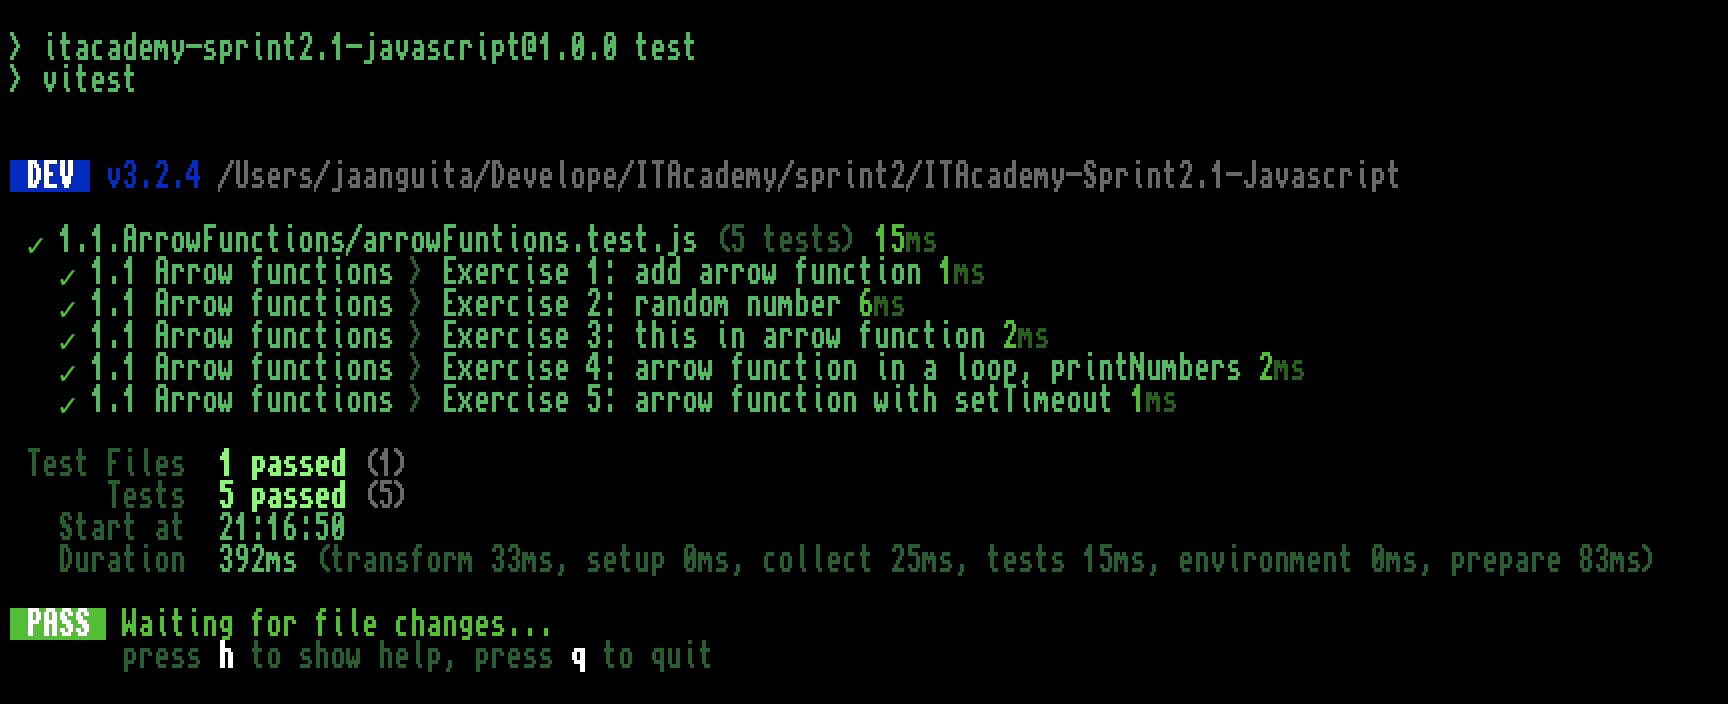 ❯ itacademy-sprint2.1-javascript@1.0.0 test
❯ vitest
DEV v3.2.4 /Users/jaanguita/Develope/ITAcademy/sprint2/ITAcademy-Sprint2.1-Javascript
✓ 1.1.ArrowFunctions/arrowFuntions.test.js (5 tests) 15ms
✓ 1.1 Arrow functions ❯ Exercise 1: add arrow function 1ms
✓ 1.1 Arrow functions ❯ Exercise 2: random number 6ms
✓ 1.1 Arrow functions ❯ Exercise 3: this in arrow function 2ms
✓ 1.1 Arrow functions ❯ Exercise 4: arrow function in a loop, printNumbers 2ms
✓ 1.1 Arrow functions ❯ Exercise 5: arrow function with setTimeout 1ms
Test Files 1 passed (1)
Tests 5 passed (5)
Start at 21:16:50
Duration 392ms (transform 33ms, setup 0ms, collect 25ms, tests 15ms, environment 0ms, prepare 83ms)
PASS Waiting for file changes...
press h to show help, press q to quit